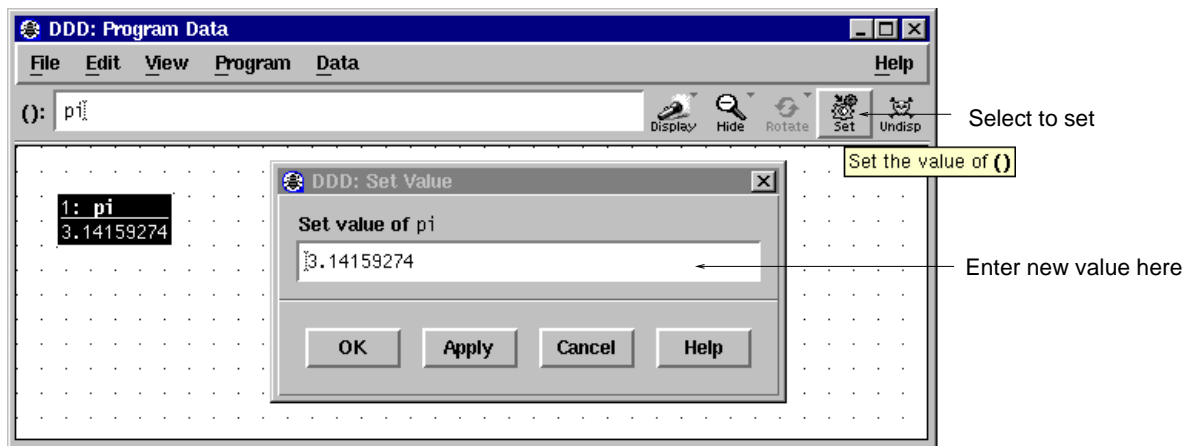 DDD: Program Data
File Edit View Program Data Help
(): pi
Display Hide Rotate Set Undisp
Select to set
Set the value of ()
DDD: Set Value
1: pi
3.14159274
Set value of pi
3.14159274
Enter new value here
OK Apply Cancel Help